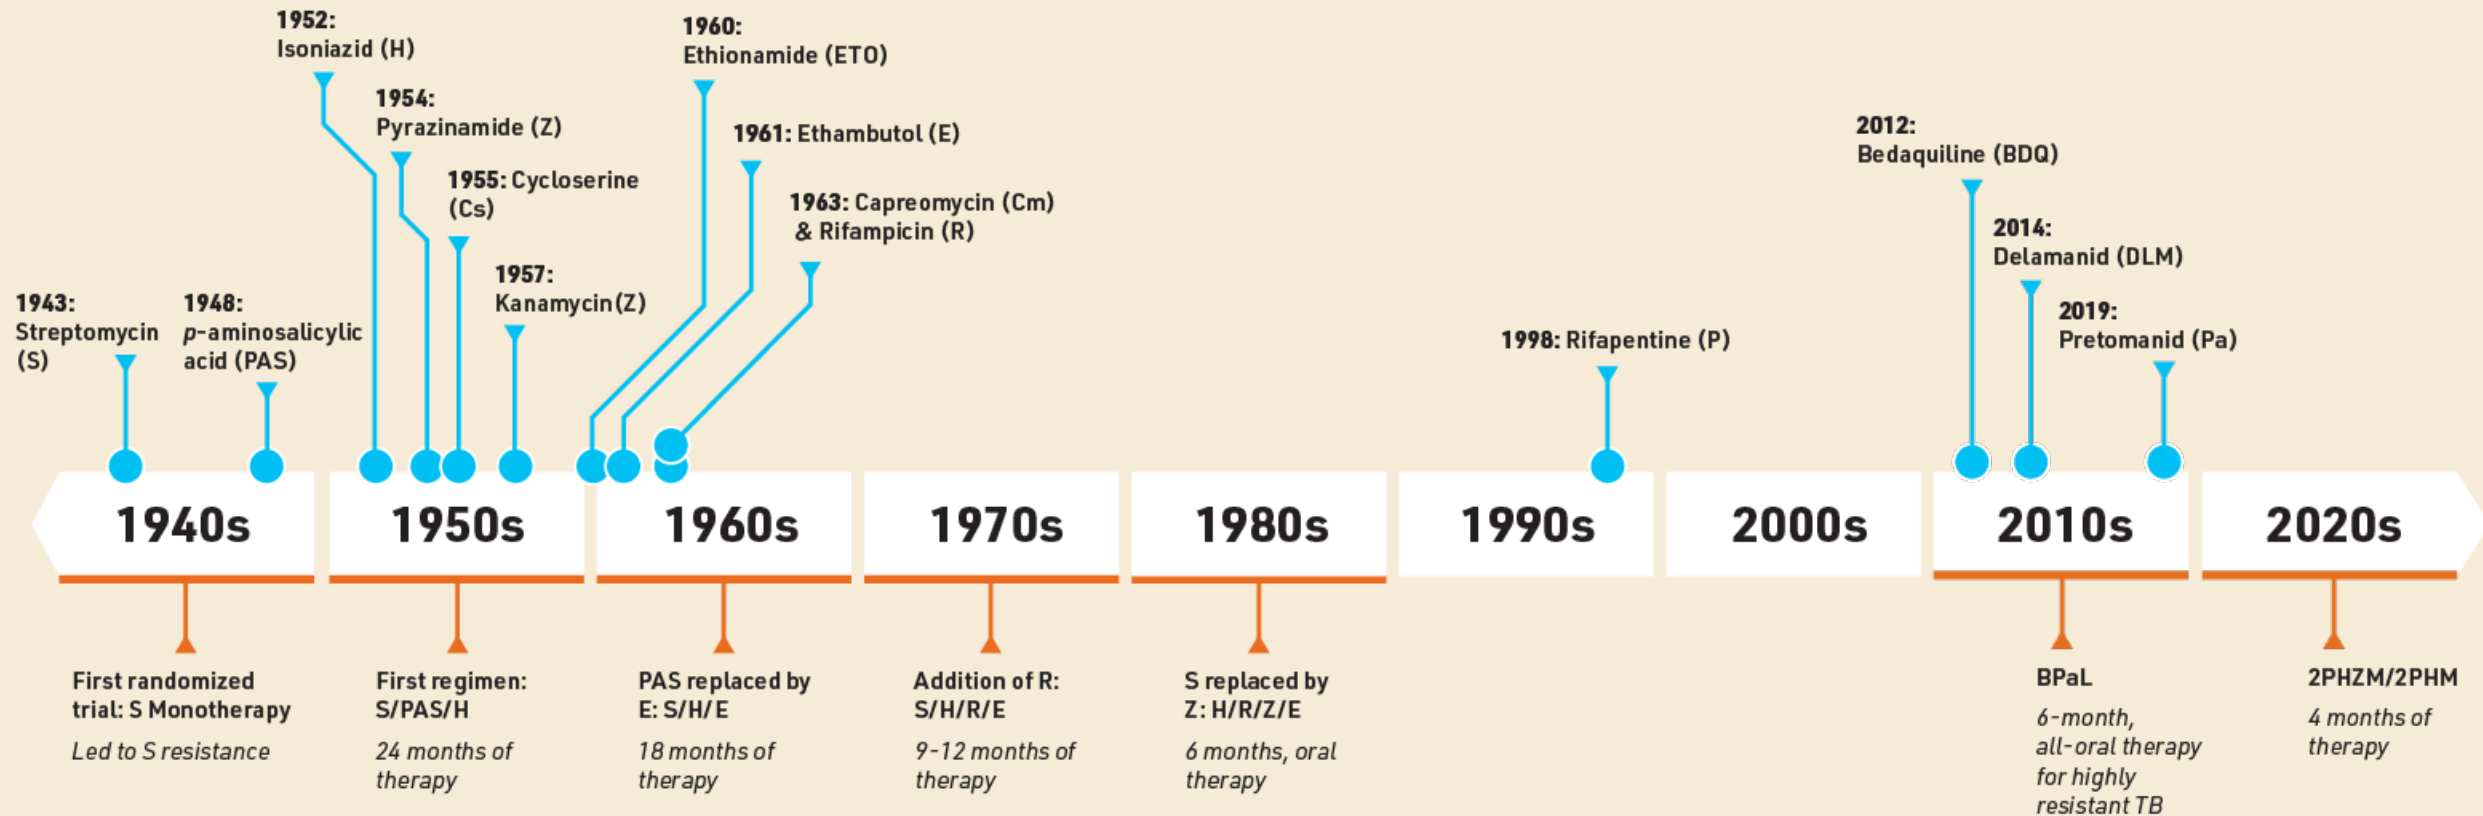 1952:
Isoniazid (H)
1954:
Pyrazinamide (Z)
1955: Cycloserine
(Cs)
1957:
Kanamycin(Z)
1943:
Streptomycin
(S)
1948:
p-aminosalicylic
acid (PAS)
1960:
Ethionamide (ETO)
1961: Ethambutol (E)
1963: Capreomycin (Cm)
& Rifampicin (R)
1998: Rifapentine (P)
2012:
Bedaquiline (BDQ)
2014:
Delamanid (DLM)
2019:
Pretomanid (Pa)
1940s
1950s
1960s
1970s
1980s
1990s
2000s
2010s
2020s
First randomized
trial: S Monotherapy
Led to S resistance
First regimen:
S/PAS/H
24 months of
therapy
PAS replaced by
E: S/H/E
18 months of
therapy
Addition of R:
S/H/R/E
9-12 months of
therapy
S replaced by
Z: H/R/Z/E
6 months, oral
therapy
BPaL
6-month,
all-oral therapy
for highly
resistant TB
2PHZM/2PHM
4 months of
therapy